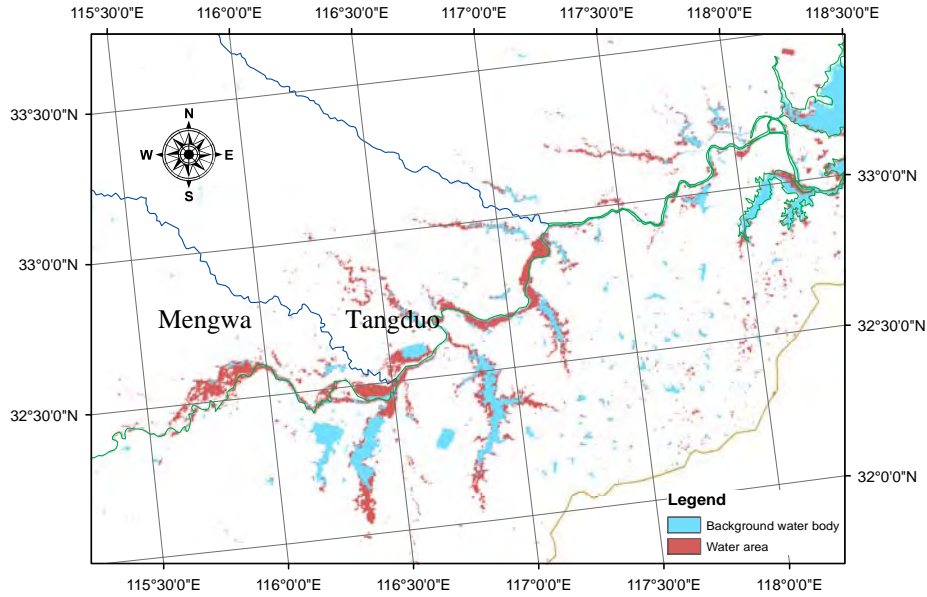 115°30'0"E 116°0'0"E 116°30'0"E 117°0'0"E 117°30'0"E 118°0'0"E 118°30'0"E
33°30'0"N
N
W E
S
33°0'0"N
33°0'0"N
Mengwa Tangduo
32°30'0"N
32°30'0"N
32°0'0"N
Legend
Background water body
Water area
115°30'0"E 116°0'0"E 116°30'0"E 117°0'0"E 117°30'0"E 118°0'0"E